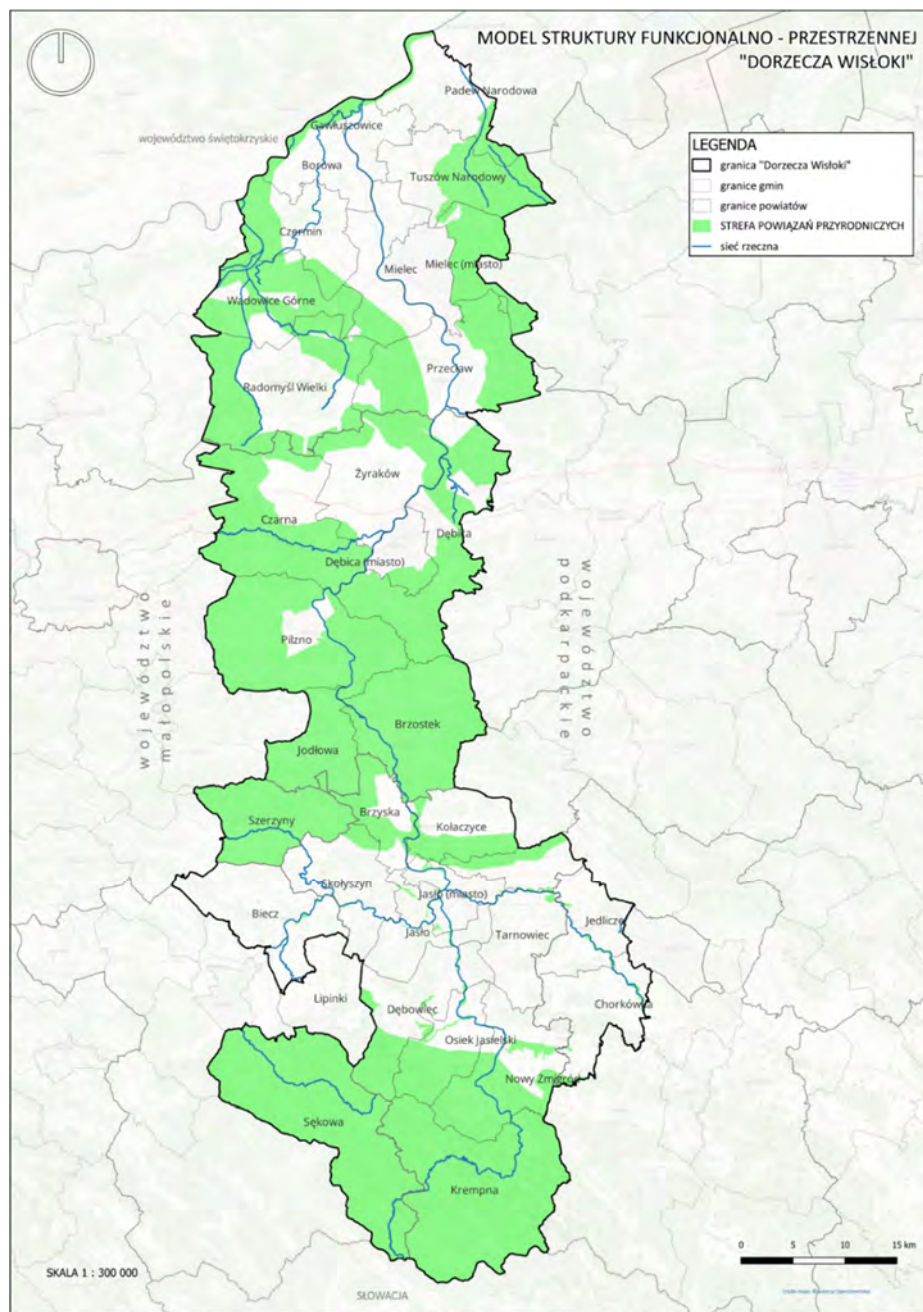 MODEL STRUKTURY FUNKCJONALNO - PRZESTRZENNEJ
"DORZECZA WISŁOKI"
LEGENDA
granica "Dorzecza Wisłoki"
granice gmin
granice powiatów
STREFA POWIĄZAŃ PRZYRODNICZYCH
sieć rzeczna
Padew Narodowa
województwo świętokrzyskie
Gawłuszowice
Borowa
Tuszów Narodowy
Czermin
Mielec
Mielec (miasto)
Wadowice Górne
Przecław
Radomyśl Wielki
Żyraków
Czarna
Dębica
Dębica (miasto)
województwo
małopolskie
województwo
podkarpackie
Pilzno
Brzostek
Jodłowa
Brzyska
Szerzyny
Kołaczyce
Skołyszyn
Jasło (miasto)
Biecz
Jedlicze
Jasło
Tarnowiec
Lipinki
Dębowiec
Chorkówka
Osiek Jasielski
Nowy Żmigród
Sękowa
Krempna
0 5 10 15 km
SKALA 1 : 300 000
SŁOWACJA